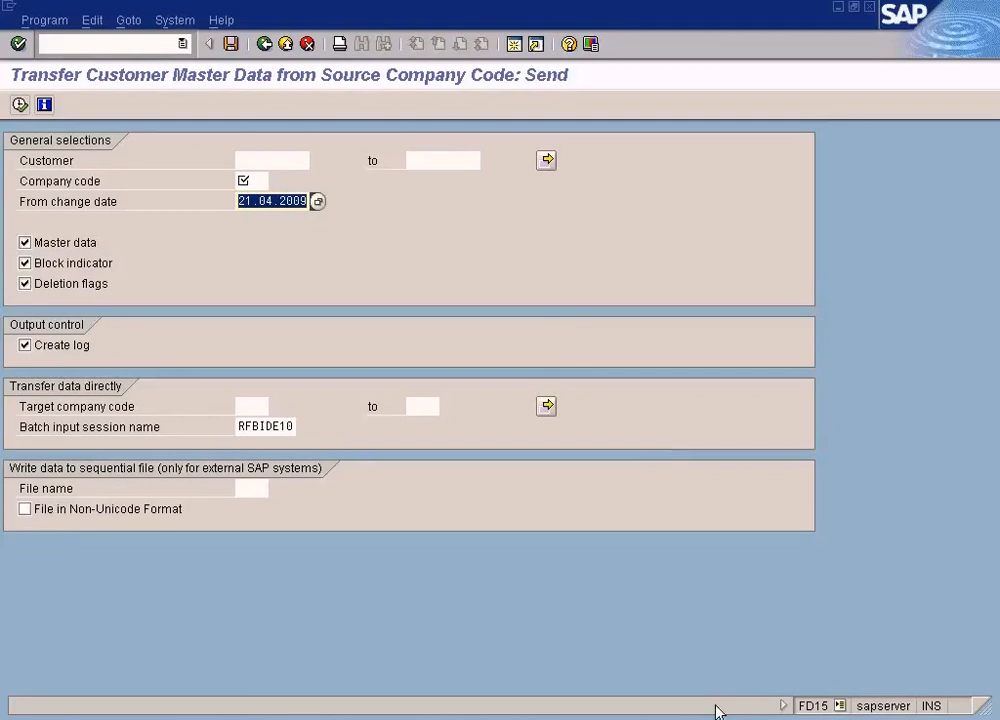 Program Edit Goto System Help
SAP
Transfer Customer Master Data from Source Company Code: Send
General selections
Customer to
Company code
From change date 21.04.2009
Master data
Block indicator
Deletion flags
Output control
Create log
Transfer data directly
Target company code to
Batch input session name RFBIDE10
Write data to sequential file (only for external SAP systems)
File name
File in Non-Unicode Format
FD15 sapserver INS